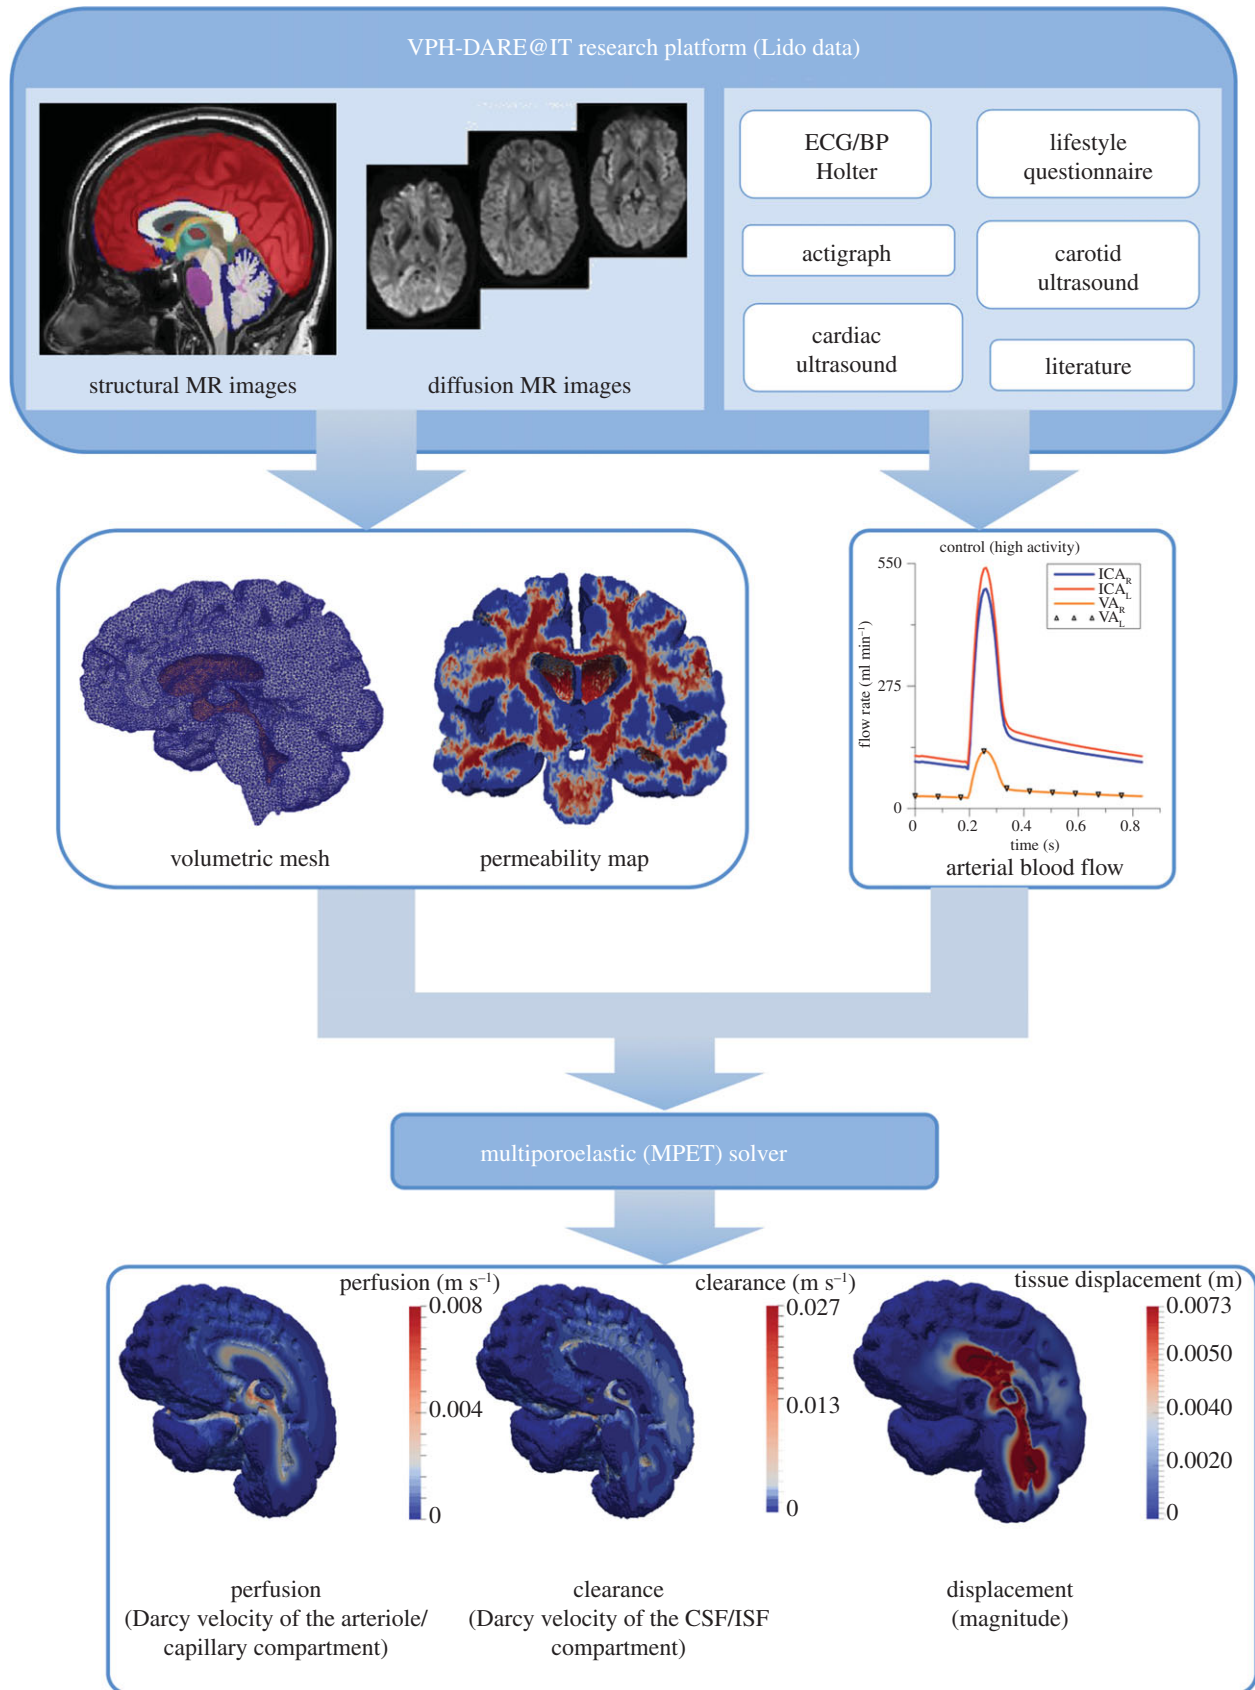 VPH-DARE@IT research platform (Lido data)
structural MR images
diffusion MR images
ECG/BP
Holter
lifestyle
questionnaire
actigraph
carotid
ultrasound
cardiac
ultrasound
literature
volumetric mesh
permeability map
control (high activity)
550
275
0
flow rate (ml min⁻¹)
ICA_R
ICA_L
VA_R
VA_L
0
0.2
0.4
0.6
0.8
time (s)
arterial blood flow
multiporoelastic (MPET) solver
perfusion (m s⁻¹)
0.008
0.004
0
clearance (m s⁻¹)
0.027
0.013
0
tissue displacement (m)
0.0073
0.0050
0.0040
0.0020
0
perfusion
(Darcy velocity of the arteriole/
capillary compartment)
clearance
(Darcy velocity of the CSF/ISF
compartment)
displacement
(magnitude)